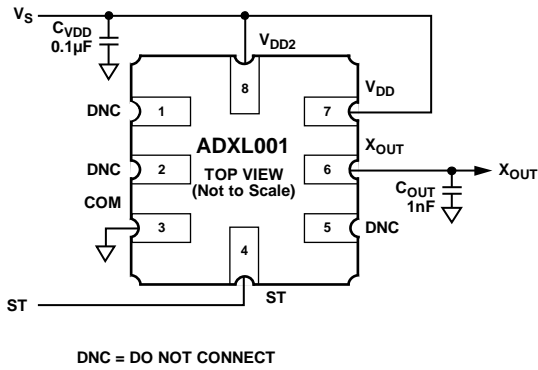 VS
CVDD
0.1µF
VDD2
8
VDD
DNC
1
7
ADXL001
XOUT
DNC
2
TOP VIEW
(Not to Scale)
6
XOUT
COM
COUT
1nF
3
5
DNC
4
ST
ST
DNC = DO NOT CONNECT